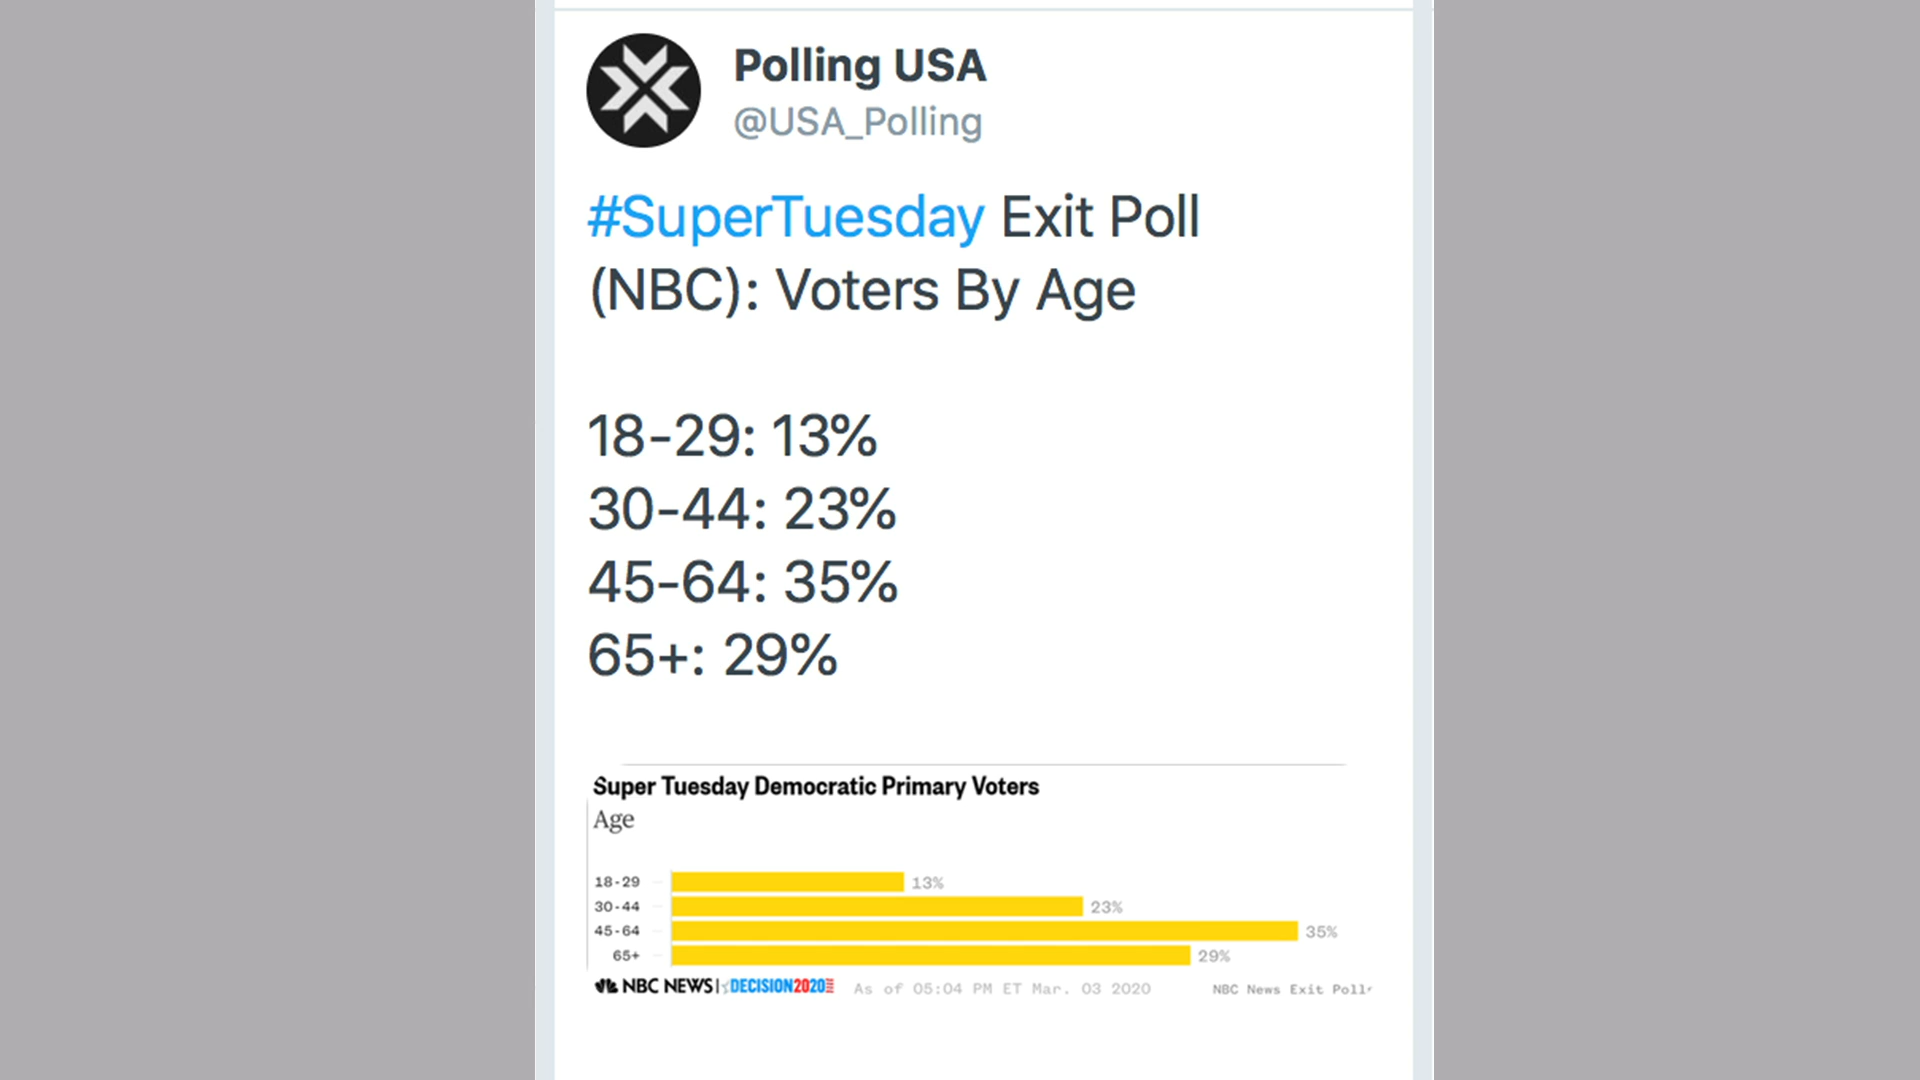 Polling USA
@USA_Polling
#SuperTuesday Exit Poll
(NBC): Voters By Age
18-29: 13%
30-44: 23%
45-64: 35%
65+: 29%
Super Tuesday Democratic Primary Voters
Age
18-29 13%
30-44 23%
45-64 35%
65+ 29%
NBC NEWS DECISION2020 As of 05:04 PM ET Mar. 03 2020 NBC News Exit Poll